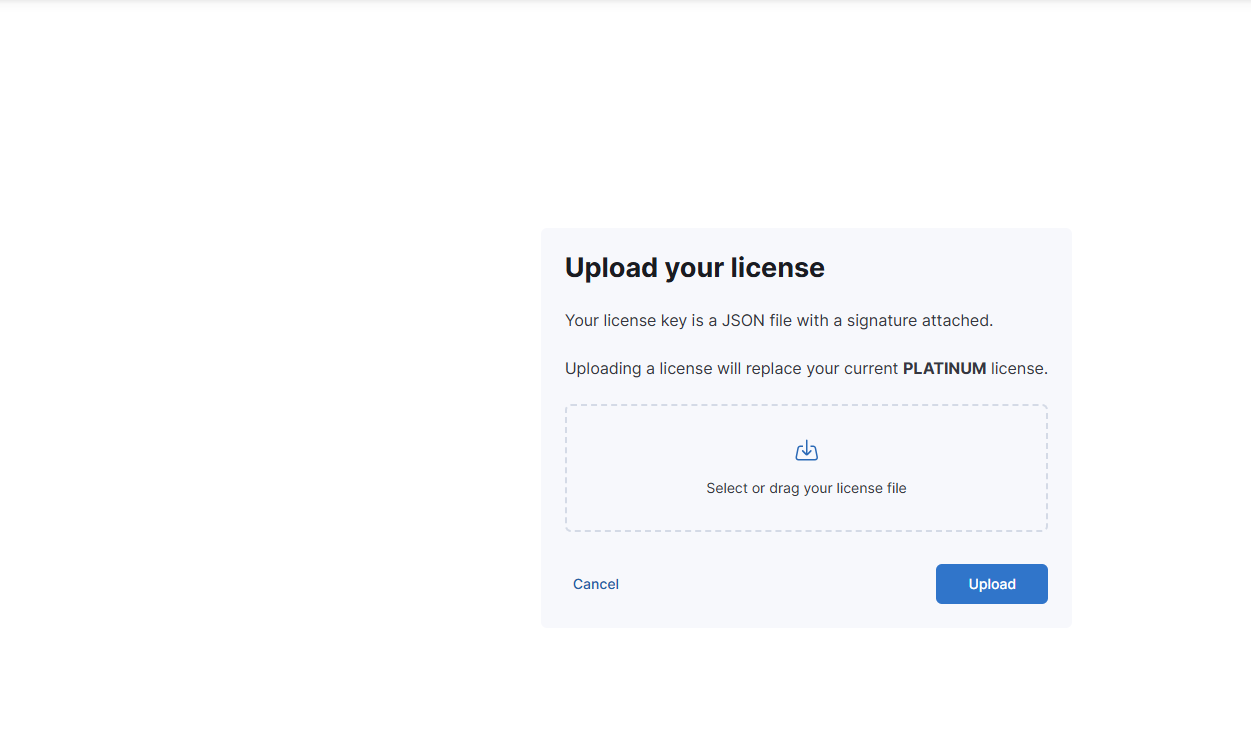 Upload your license
Your license key is a JSON file with a signature attached.
Uploading a license will replace your current PLATINUM license.
Select or drag your license file
Cancel
Upload